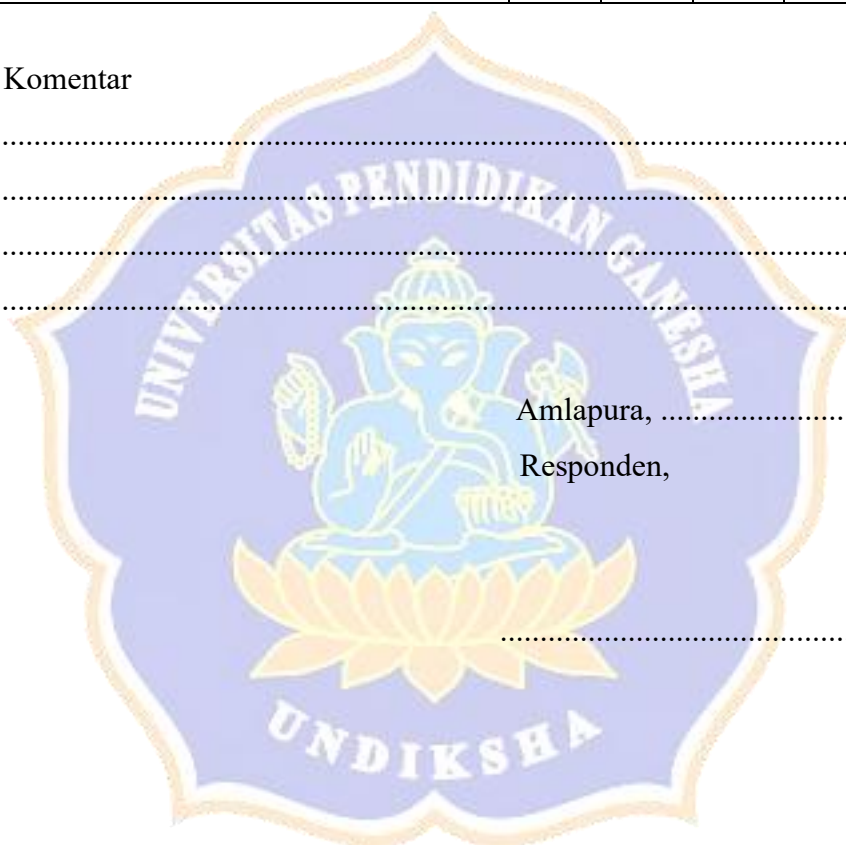 Komentar
....................................................................................................
....................................................................................................
....................................................................................................
....................................................................................................
UNIVERSITAS PENDIDIKAN GANESHA
Amlapura, ......................
Responden,
.........................................
UNDIKSHA